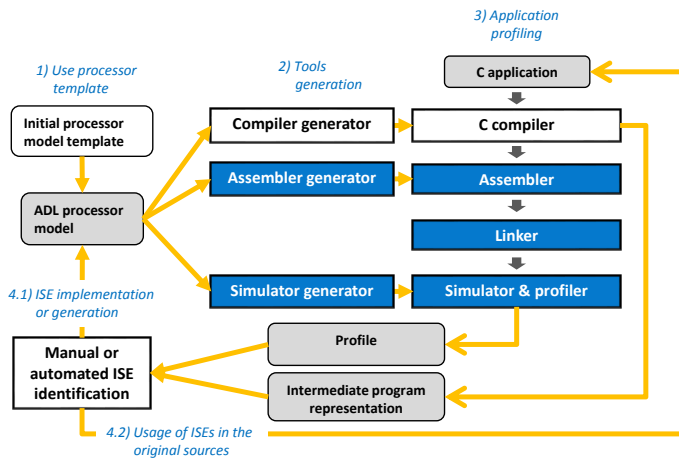 3) Application
profiling
1) Use processor
template
2) Tools
generation
C application
Initial processor
model template
Compiler generator
C compiler
Assembler generator
Assembler
ADL processor
model
Linker
4.1) ISE implementation
or generation
Simulator generator
Simulator & profiler
Manual or
automated ISE
identification
Profile
Intermediate program
representation
4.2) Usage of ISEs in the
original sources